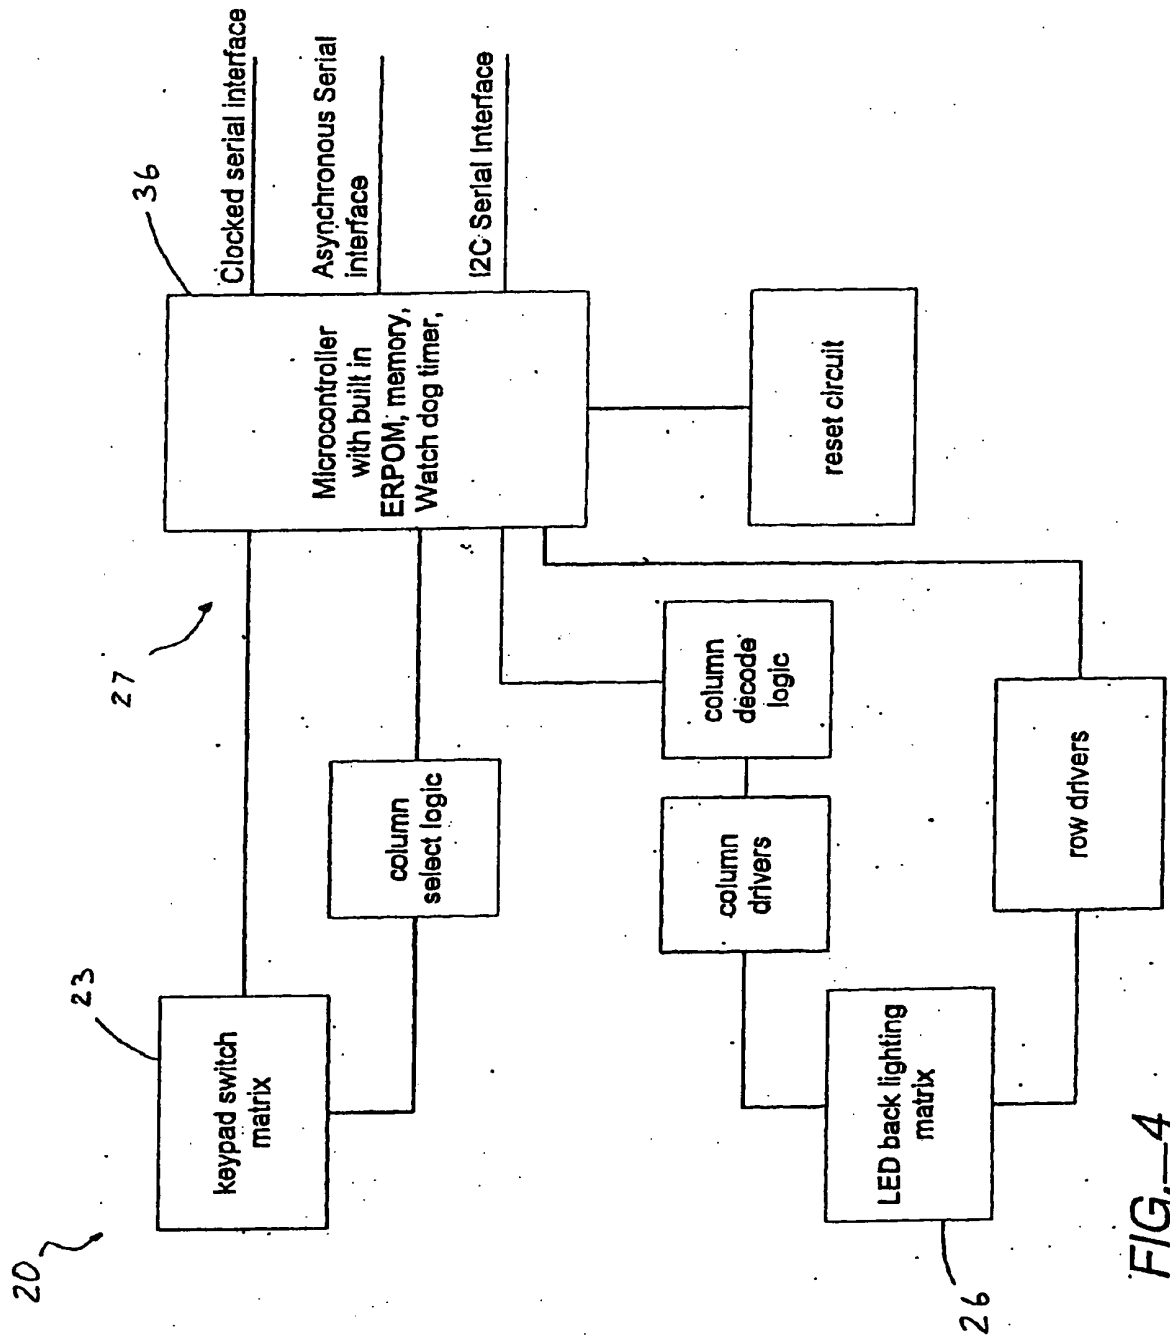 20
23
27
36
keypad switch
matrix
column
select logic
Microcontroller
with built in
ERPOM, memory,
Watch dog timer,
Clocked serial interface
Asynchronous Serial
interface
I2C Serial Interface
column
drivers
column
decode
logic
reset circuit
LED back lighting
matrix
row drivers
26
FIG.—4